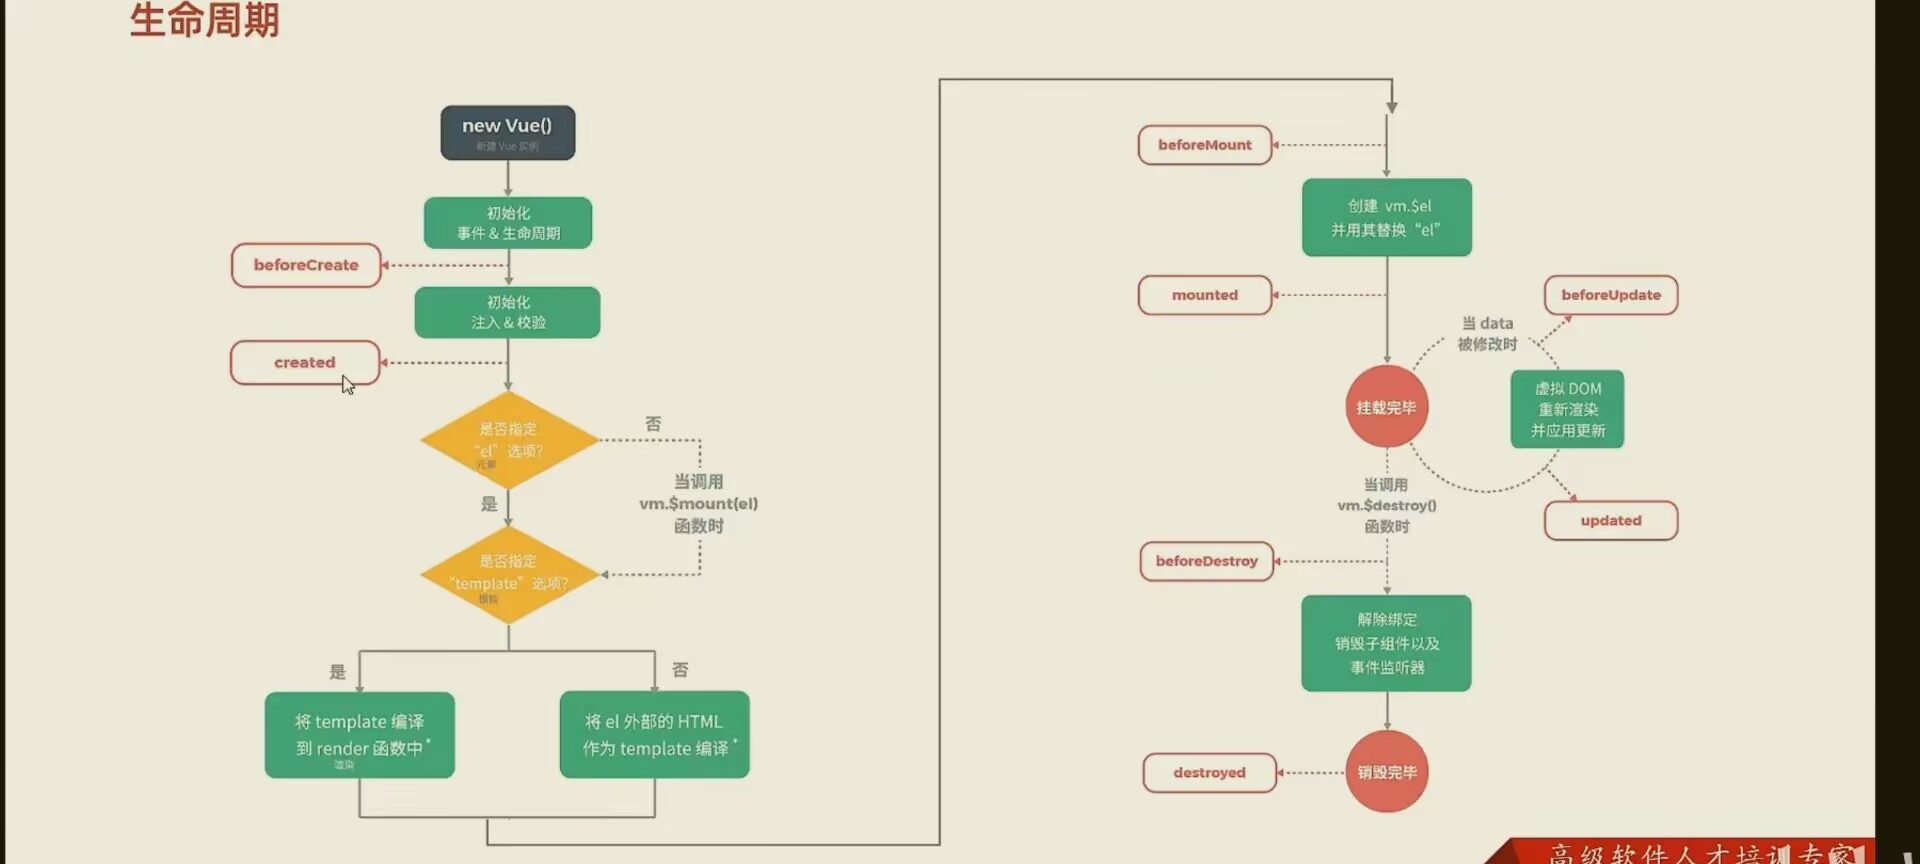 生命周期
new Vue()
新建 Vue 实例
初始化
事件 & 生命周期
beforeCreate
初始化
注入 & 校验
created
是否指定
“el” 选项?
元素
否
当调用
vm.$mount(el)
函数时
是
是否指定
“template” 选项?
模板
是
否
将 template 编译
到 render 函数中*
渲染
将 el 外部的 HTML
作为 template 编译*
beforeMount
创建 vm.$el
并用其替换 “el”
mounted
beforeUpdate
当 data
被修改时
挂载完毕
虚拟 DOM
重新渲染
并应用更新
当调用
vm.$destroy()
函数时
updated
beforeDestroy
解除绑定
销毁子组件以及
事件监听器
destroyed
销毁完毕
高级软件人才培训专家